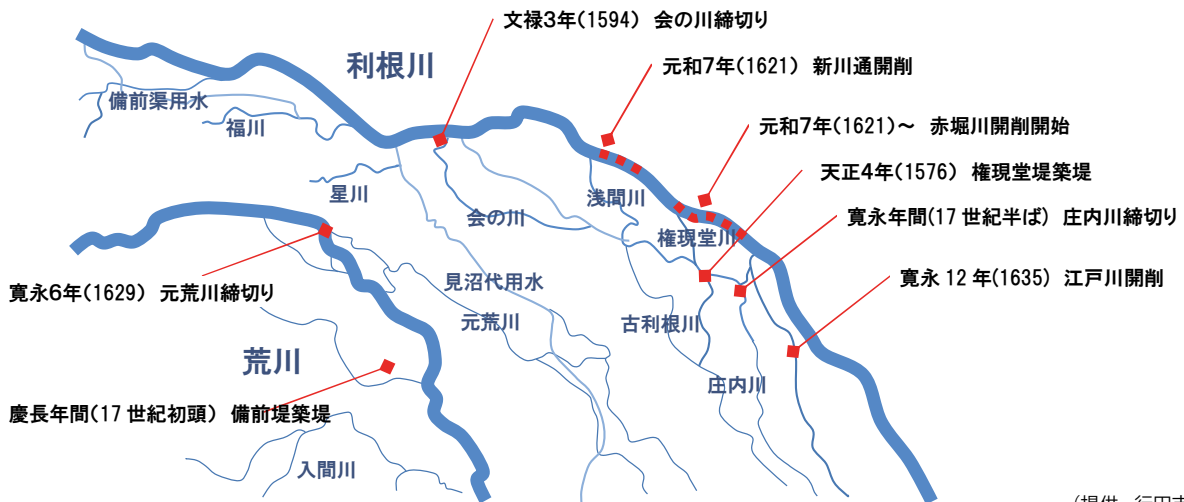 文禄3年(1594) 会の川締切り
利根川
元和7年(1621) 新川通開削
備前渠用水
福川
元和7年(1621)~ 赤堀川開削開始
天正4年(1576) 権現堂堤築堤
星川
会の川
浅間川
寛永年間(17世紀半ば) 庄内川締切り
権現堂川
寛永6年(1629) 元荒川締切り
見沼代用水
寛永12年(1635) 江戸川開削
元荒川
古利根川
荒川
庄内川
慶長年間(17世紀初頭) 備前堤築堤
入間川